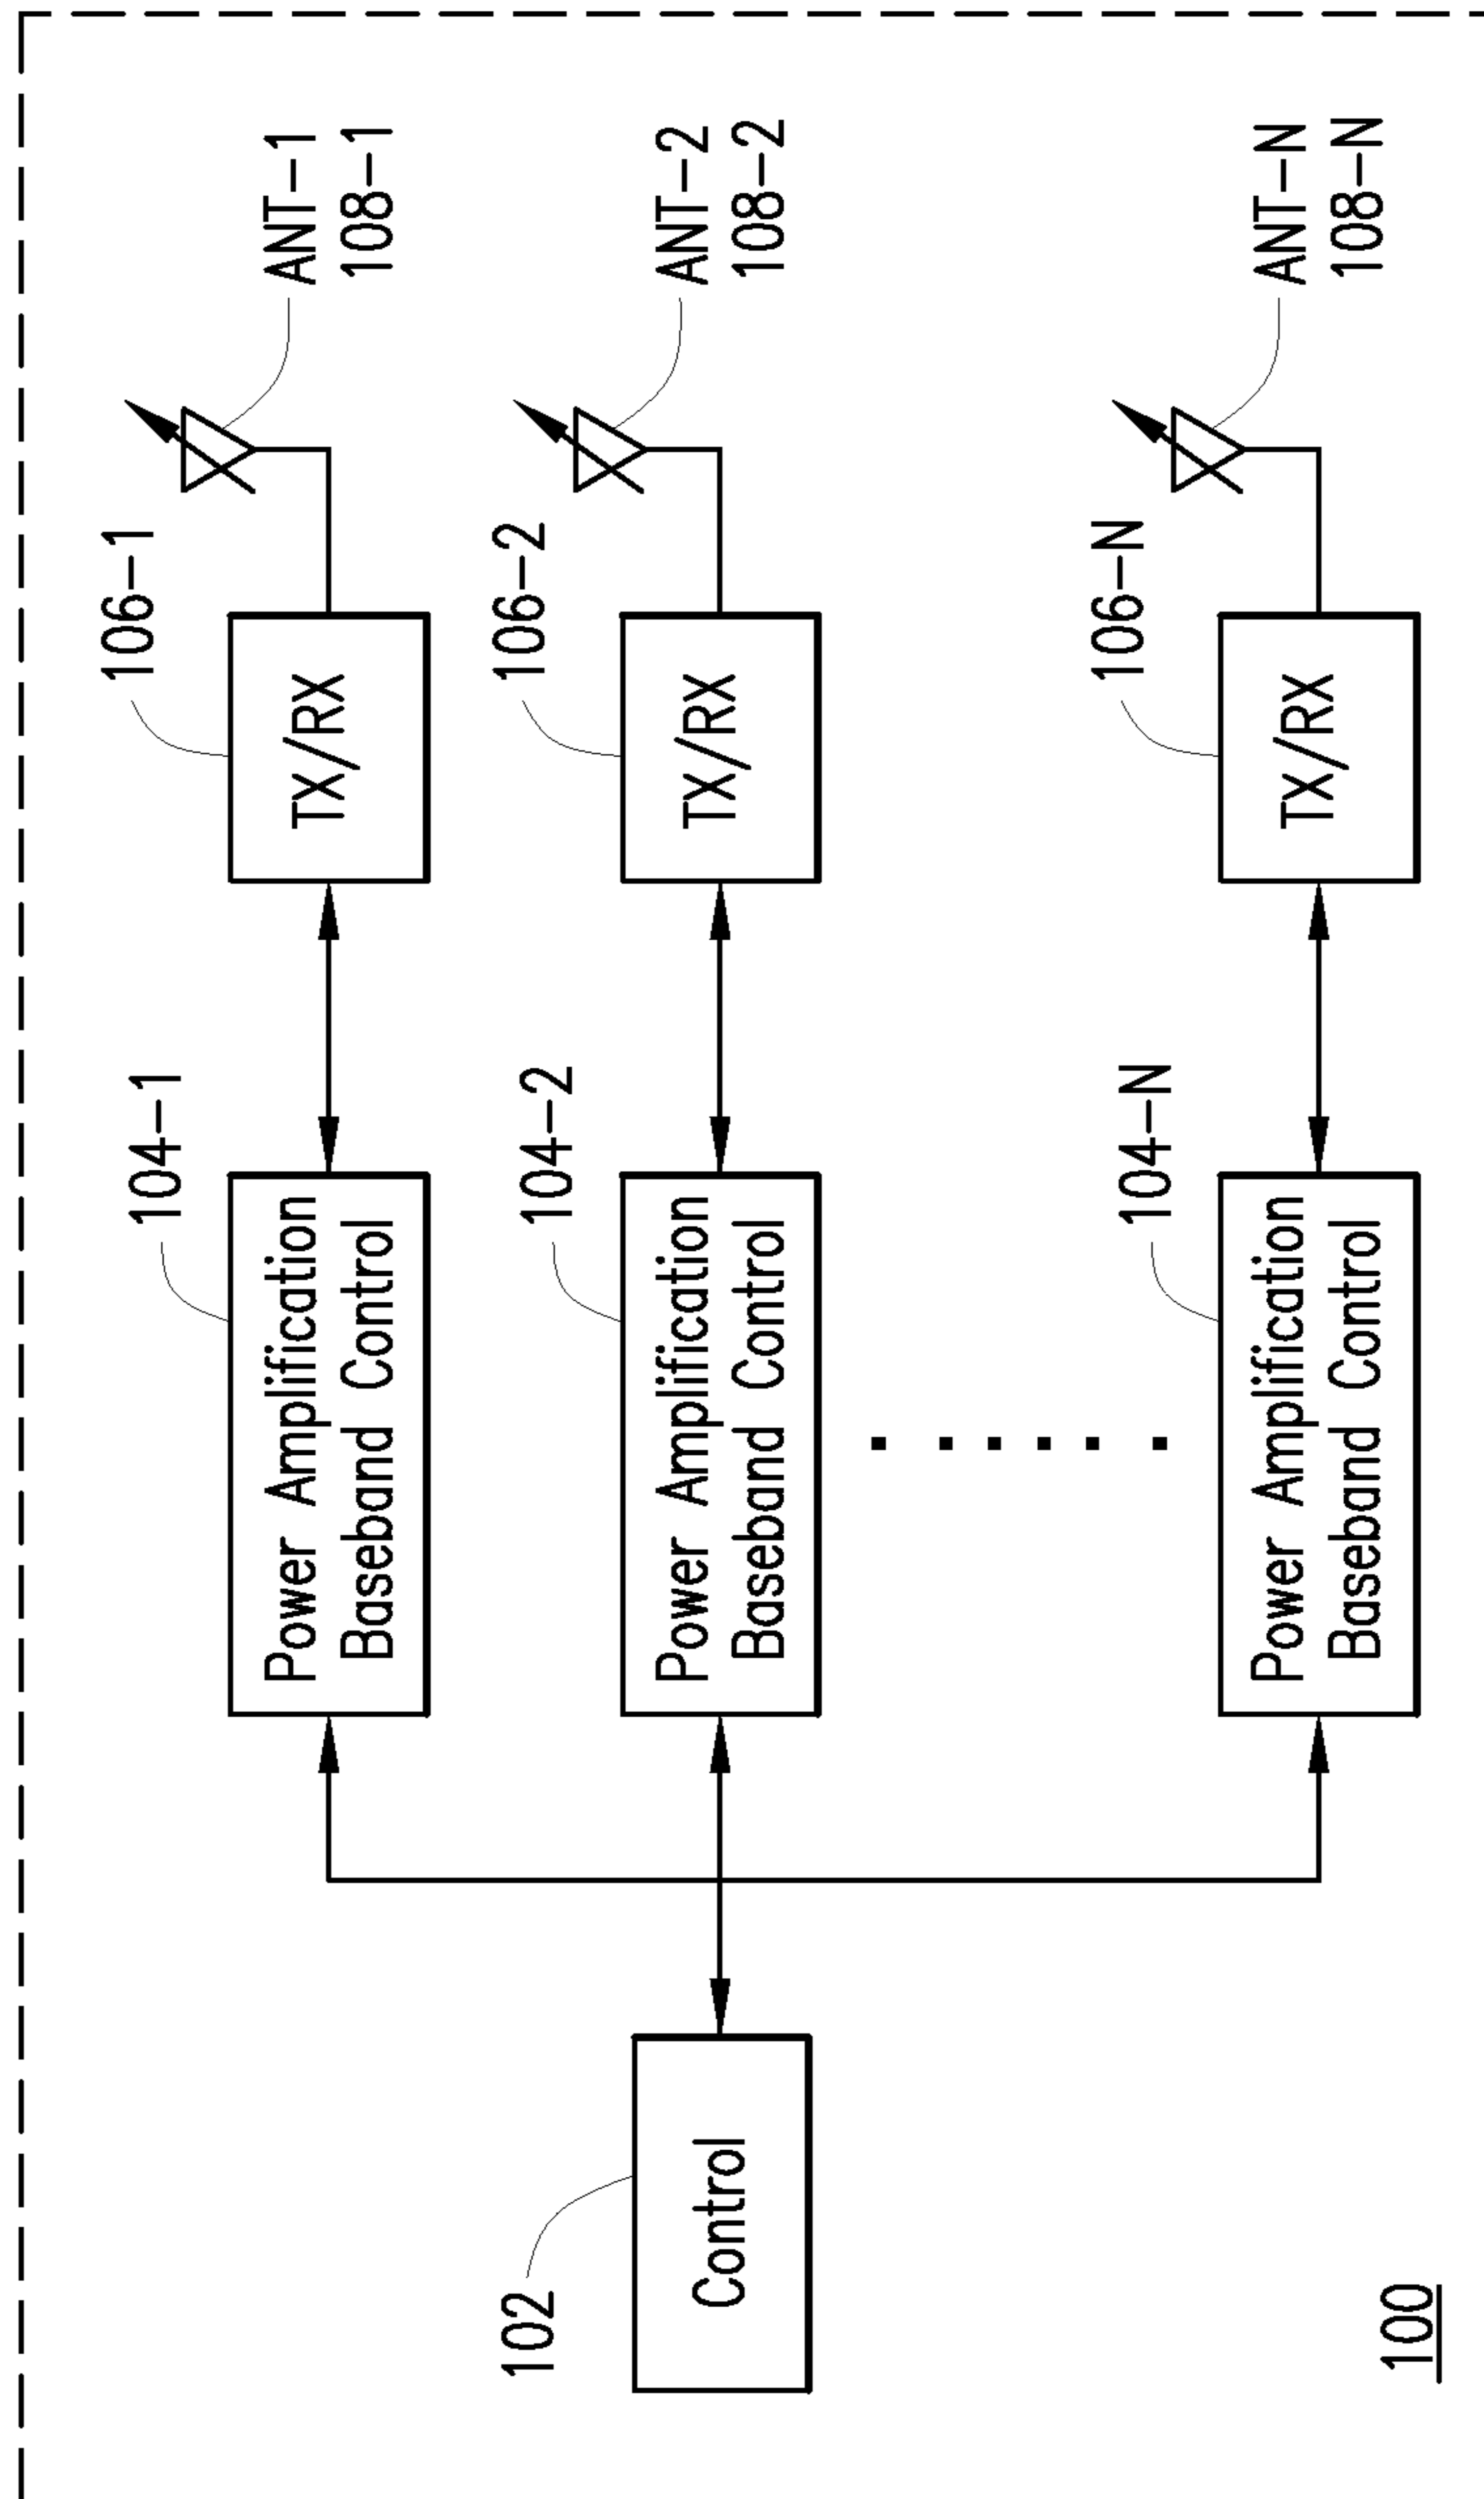 106-1
ANT-1
108-1
104-1
TX/Rx
Power Amplification
Baseband Control
106-2
ANT-2
108-2
104-2
TX/Rx
Power Amplification
Baseband Control
102
Control
106-N
ANT-N
108-N
104-N
TX/Rx
Power Amplification
Baseband Control
100